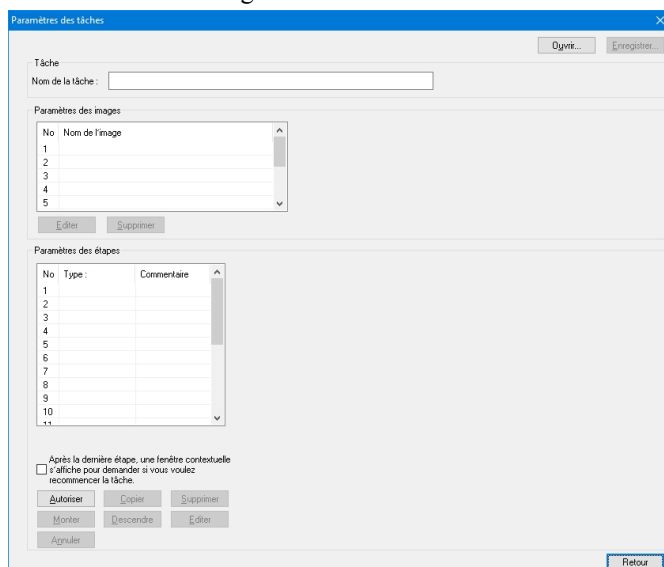 Paramètres des tâches
Ouvrir... Enregistrer...
Tâche
Nom de la tâche :
Paramètres des images
No Nom de l'image
1
2
3
4
5
Editer Supprimer
Paramètres des étapes
No Type : Commentaire
1
2
3
4
5
6
7
8
9
10
11
Après la dernière étape, une fenêtre contextuelle
s'affiche pour demander si vous voulez
recommencer la tâche.
Autoriser Copier Supprimer
Monter Descendre Editer
Annuler
Retour